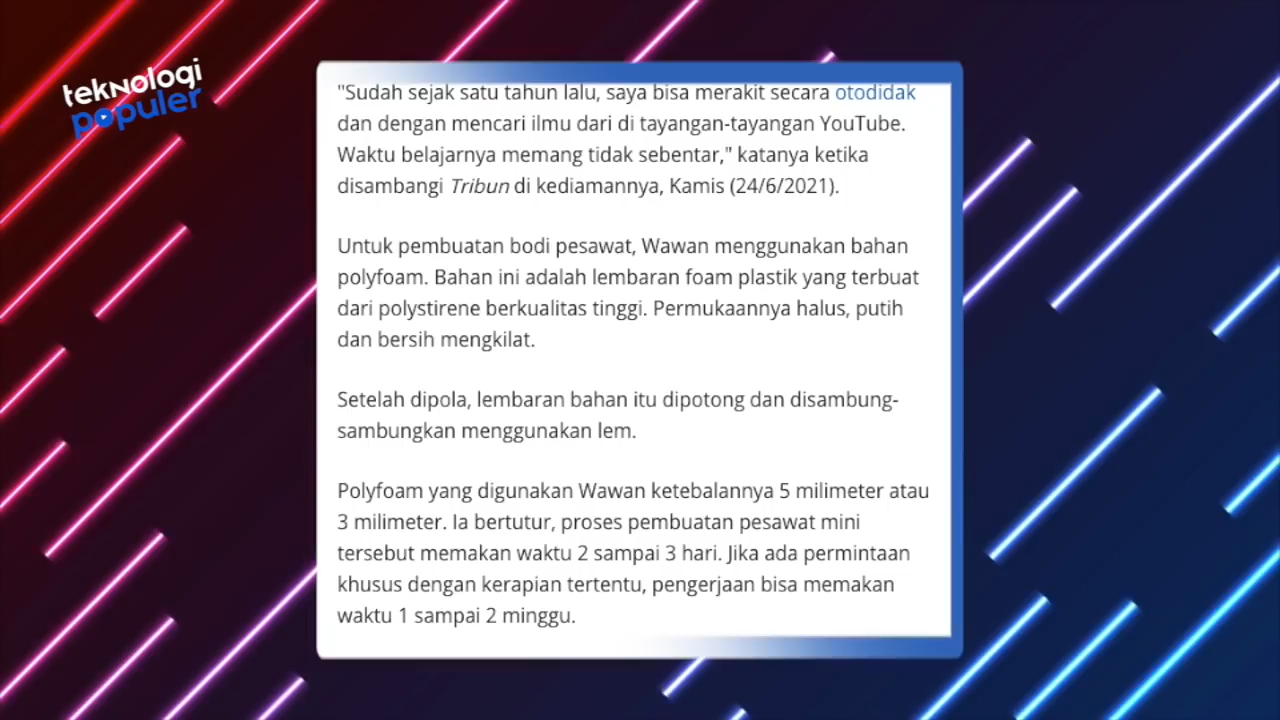 teknologi
populer
"Sudah sejak satu tahun lalu, saya bisa merakit secara otodidak
dan dengan mencari ilmu dari di tayangan-tayangan YouTube.
Waktu belajarnya memang tidak sebentar," katanya ketika
disambangi Tribun di kediamannya, Kamis (24/6/2021).
Untuk pembuatan bodi pesawat, Wawan menggunakan bahan
polyfoam. Bahan ini adalah lembaran foam plastik yang terbuat
dari polystirene berkualitas tinggi. Permukaannya halus, putih
dan bersih mengkilat.
Setelah dipola, lembaran bahan itu dipotong dan disambung-
sambungkan menggunakan lem.
Polyfoam yang digunakan Wawan ketebalannya 5 milimeter atau
3 milimeter. Ia bertutur, proses pembuatan pesawat mini
tersebut memakan waktu 2 sampai 3 hari. Jika ada permintaan
khusus dengan kerapian tertentu, pengerjaan bisa memakan
waktu 1 sampai 2 minggu.